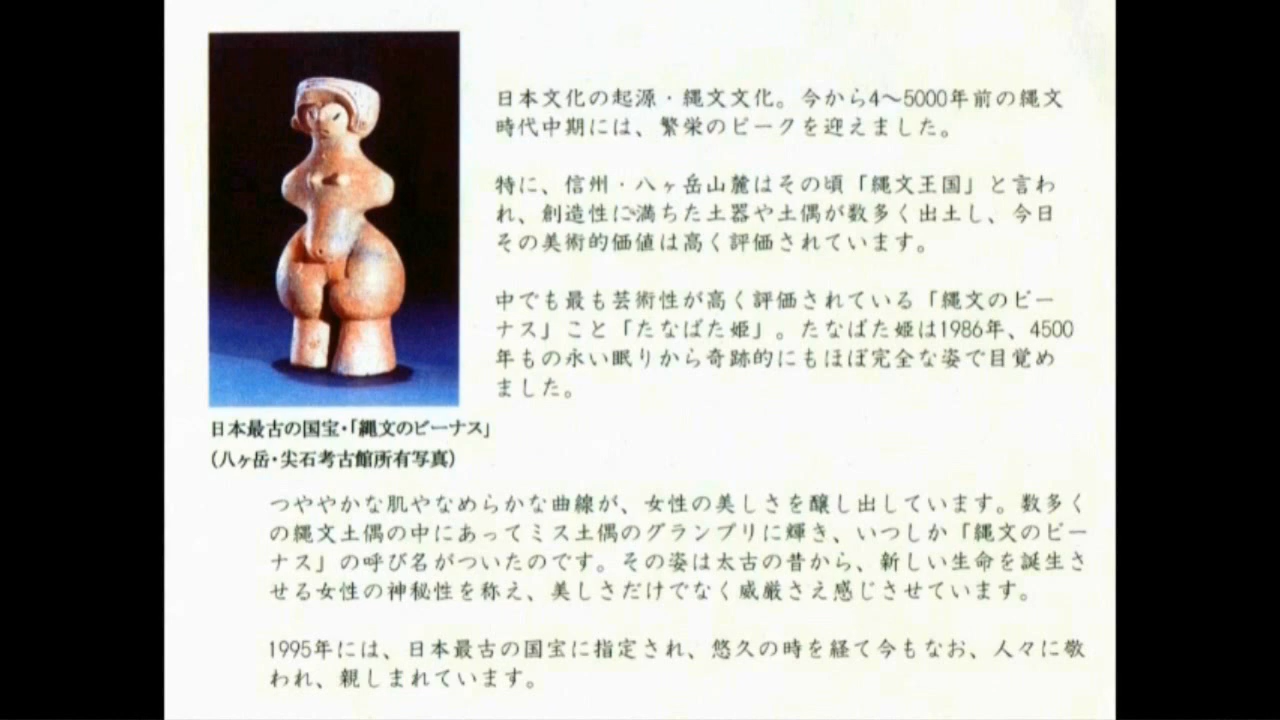 日本文化の起源・縄文文化。今から4～5000年前の縄文
時代中期には、繁栄のピークを迎えました。
特に、信州・八ヶ岳山麓はその頃「縄文王国」と言わ
れ、創造性に満ちた土器や土偶が数多く出土し、今日
その美術的価値は高く評価されています。
中でも最も芸術性が高く評価されている「縄文のビー
ナス」こと「たなばた姫」。たなばた姫は1986年、4500
年もの永い眠りから奇跡的にもほぼ完全な姿で目覚め
ました。
日本最古の国宝・「縄文のビーナス」
（八ヶ岳・尖石考古館所有写真）
つややかな肌やなめらかな曲線が、女性の美しさを醸し出しています。数多く
の縄文土偶の中にあってミス土偶のグランプリに輝き、いつしか「縄文のビー
ナス」の呼び名がついたのです。その姿は太古の昔から、新しい生命を誕生さ
せる女性の神秘性を称え、美しさだけでなく威厳さえ感じさせています。
1995年には、日本最古の国宝に指定され、悠久の時を経て今もなお、人々に敬
われ、親しまれています。